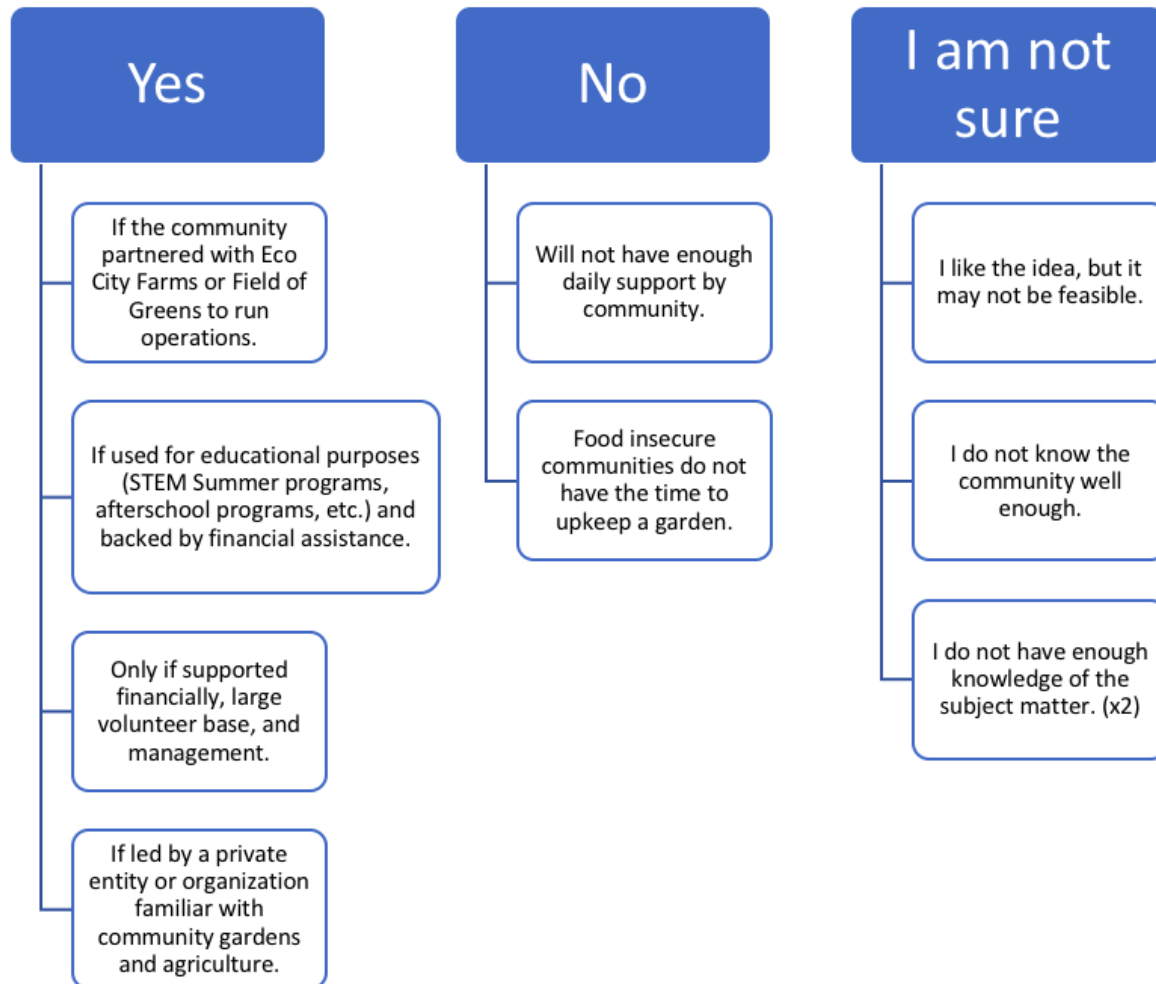 Yes
If the community
partnered with Eco
City Farms or Field of
Greens to run
operations.
If used for educational purposes
(STEM Summer programs,
afterschool programs, etc.) and
backed by financial assistance.
Only if supported
financially, large
volunteer base, and
management.
If led by a private
entity or organization
familiar with
community gardens
and agriculture.
No
Will not have enough
daily support by
community.
Food insecure
communities do not
have the time to
upkeep a garden.
I am not
sure
I like the idea, but it
may not be feasible.
I do not know the
community well
enough.
I do not have enough
knowledge of the
subject matter. (x2)